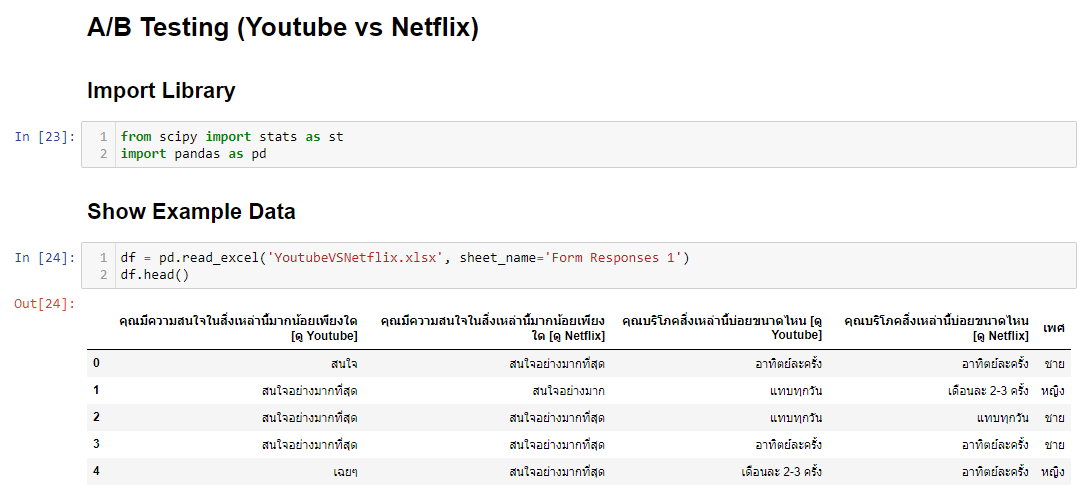 A/B Testing (Youtube vs Netflix)
Import Library
In [23]:
1 from scipy import stats as st
2 import pandas as pd
Show Example Data
In [24]:
1 df = pd.read_excel('YoutubeVSNetflix.xlsx', sheet_name='Form Responses 1')
2 df.head()
Out[24]:
คุณมีความสนใจในสิ่งเหล่านี้มากน้อยเพียงใด คุณมีความสนใจในสิ่งเหล่านี้มากน้อยเพียง คุณบริโภคสิ่งเหล่านี้บ่อยขนาดไหน [ดู คุณบริโภคสิ่งเหล่านี้บ่อยขนาดไหน เพศ
[ดู Youtube] ใด [ดู Netflix] Youtube] [ดู Netflix]
0 สนใจ สนใจอย่างมากที่สุด อาทิตย์ละครั้ง อาทิตย์ละครั้ง ชาย
1 สนใจอย่างมากที่สุด สนใจอย่างมาก แทบทุกวัน เดือนละ 2-3 ครั้ง หญิง
2 สนใจอย่างมากที่สุด สนใจอย่างมากที่สุด แทบทุกวัน แทบทุกวัน ชาย
3 สนใจอย่างมากที่สุด สนใจอย่างมากที่สุด อาทิตย์ละครั้ง อาทิตย์ละครั้ง ชาย
4 เฉยๆ สนใจอย่างมากที่สุด เดือนละ 2-3 ครั้ง อาทิตย์ละครั้ง หญิง